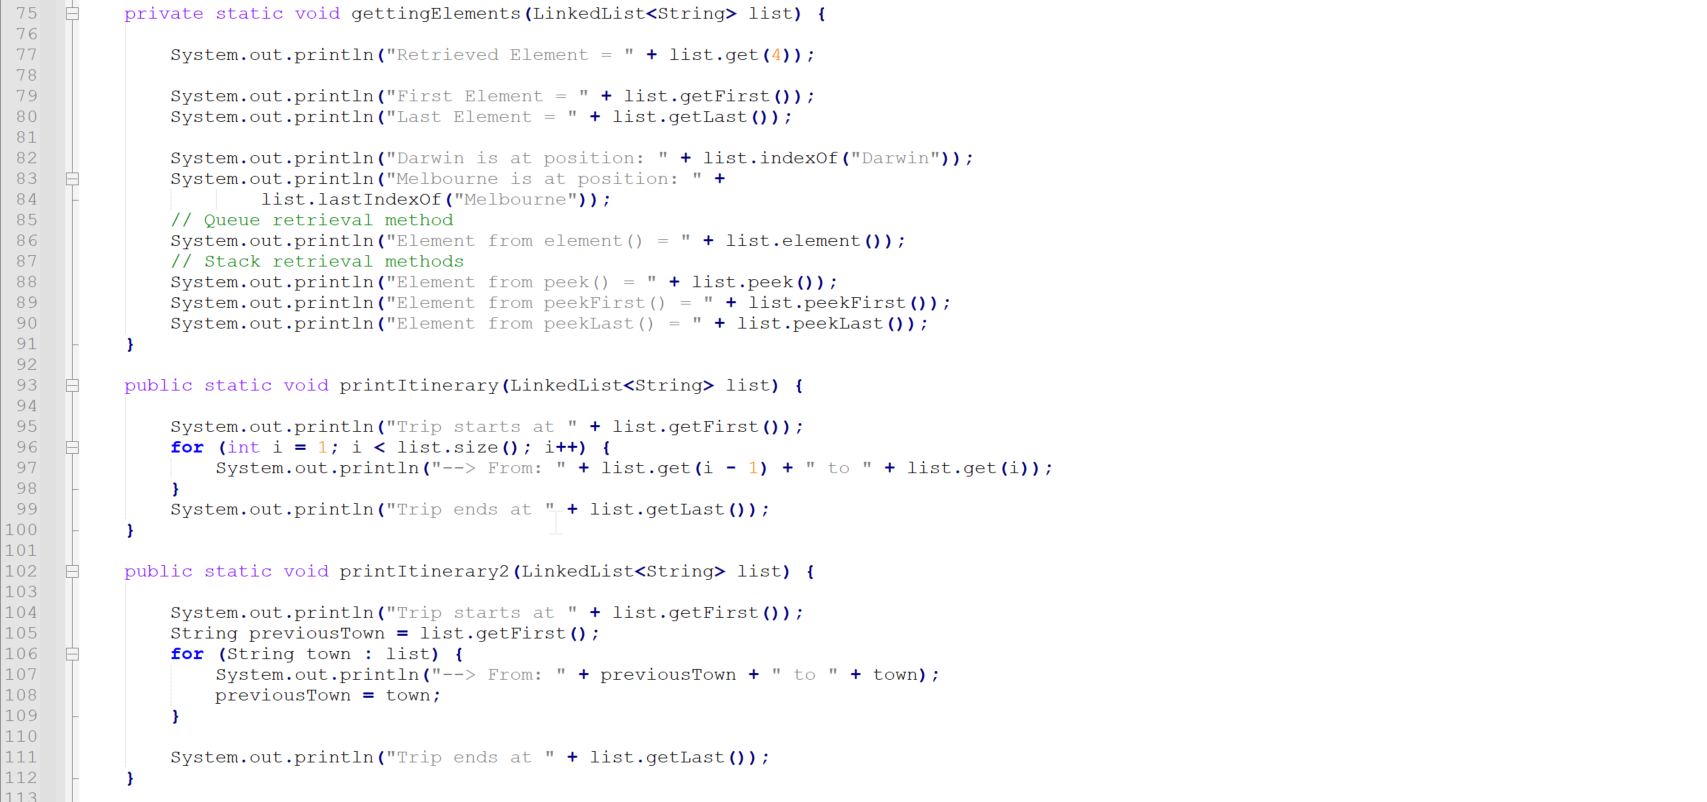 75 private static void gettingElements(LinkedList<String> list) {
76
77 System.out.println("Retrieved Element = " + list.get(4));
78
79 System.out.println("First Element = " + list.getFirst());
80 System.out.println("Last Element = " + list.getLast());
81
82 System.out.println("Darwin is at position: " + list.indexOf("Darwin"));
83 System.out.println("Melbourne is at position: " +
84 list.lastIndexOf("Melbourne"));
85 // Queue retrieval method
86 System.out.println("Element from element() = " + list.element());
87 // Stack retrieval methods
88 System.out.println("Element from peek() = " + list.peek());
89 System.out.println("Element from peekFirst() = " + list.peekFirst());
90 System.out.println("Element from peekLast() = " + list.peekLast());
91 }
92
93 public static void printItinerary(LinkedList<String> list) {
94
95 System.out.println("Trip starts at " + list.getFirst());
96 for (int i = 1; i < list.size(); i++) {
97 System.out.println("--> From: " + list.get(i - 1) + " to " + list.get(i));
98 }
99 System.out.println("Trip ends at " + list.getLast());
100 }
101
102 public static void printItinerary2(LinkedList<String> list) {
103
104 System.out.println("Trip starts at " + list.getFirst());
105 String previousTown = list.getFirst();
106 for (String town : list) {
107 System.out.println("--> From: " + previousTown + " to " + town);
108 previousTown = town;
109 }
110
111 System.out.println("Trip ends at " + list.getLast());
112 }
113